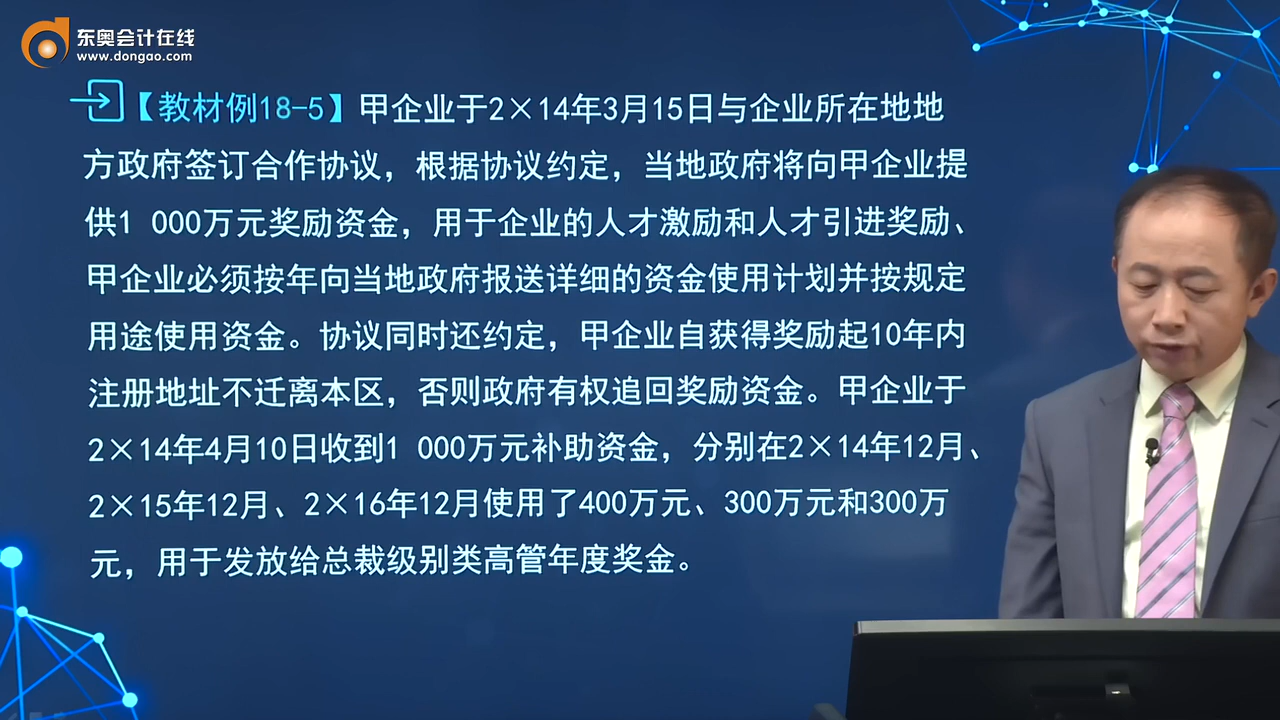 东奥会计在线
www.dongao.com
【教材例18-5】甲企业于2×14年3月15日与企业所在地地
方政府签订合作协议，根据协议约定，当地政府将向甲企业提
供1 000万元奖励资金，用于企业的人才激励和人才引进奖励、
甲企业必须按年向当地政府报送详细的资金使用计划并按规定
用途使用资金。协议同时还约定，甲企业自获得奖励起10年内
注册地址不迁离本区，否则政府有权追回奖励资金。甲企业于
2×14年4月10日收到1 000万元补助资金，分别在2×14年12月、
2×15年12月、2×16年12月使用了400万元、300万元和300万
元，用于发放给总裁级别类高管年度奖金。